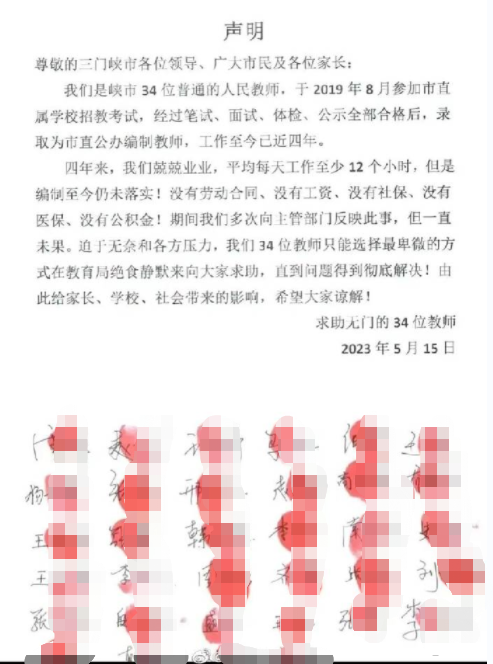 声明
尊敬的三门峡市各位领导、广大市民及各位家长：
我们是峡市 34 位普通的人民教师，于 2019 年 8 月参加市直
属学校招教考试，经过笔试、面试、体检、公示全部合格后，录
取为市直公办编制教师，工作至今已近四年。
四年来，我们兢兢业业，平均每天工作至少 12 个小时，但是
编制至今仍未落实！没有劳动合同、没有工资、没有社保、没有
医保、没有公积金！期间我们多次向主管部门反映此事，但一直
未果。迫于无奈和各方压力，我们 34 位教师只能选择最卑微的方
式在教育局绝食静默来向大家求助，直到问题得到彻底解决！由
此给家长、学校、社会带来的影响，希望大家谅解！
求助无门的 34 位教师
2023 年 5 月 15 日